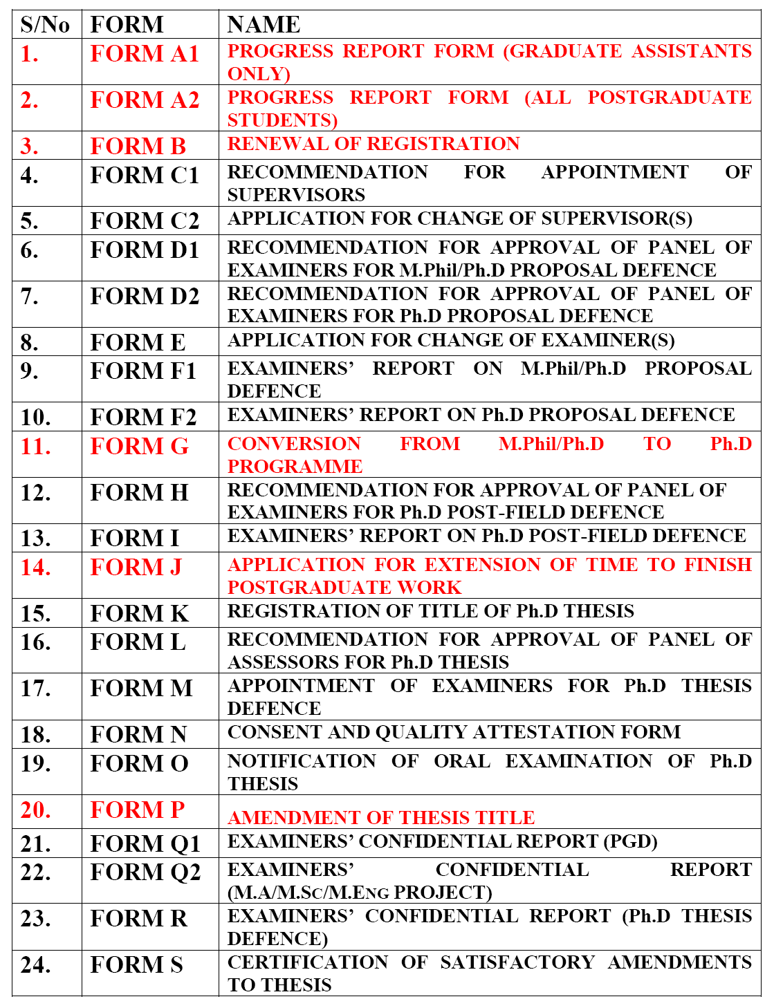 S/No FORM NAME
1. FORM A1 PROGRESS REPORT FORM (GRADUATE ASSISTANTS
ONLY)
2. FORM A2 PROGRESS REPORT FORM (ALL POSTGRADUATE
STUDENTS)
3. FORM B RENEWAL OF REGISTRATION
4. FORM C1 RECOMMENDATION FOR APPOINTMENT OF
SUPERVISORS
5. FORM C2 APPLICATION FOR CHANGE OF SUPERVISOR(S)
6. FORM D1 RECOMMENDATION FOR APPROVAL OF PANEL OF
EXAMINERS FOR M.Phil/Ph.D PROPOSAL DEFENCE
7. FORM D2 RECOMMENDATION FOR APPROVAL OF PANEL OF
EXAMINERS FOR Ph.D PROPOSAL DEFENCE
8. FORM E APPLICATION FOR CHANGE OF EXAMINER(S)
9. FORM F1 EXAMINERS’ REPORT ON M.Phil/Ph.D PROPOSAL
DEFENCE
10. FORM F2 EXAMINERS’ REPORT ON Ph.D PROPOSAL DEFENCE
11. FORM G CONVERSION FROM M.Phil/Ph.D TO Ph.D
PROGRAMME
12. FORM H RECOMMENDATION FOR APPROVAL OF PANEL OF
EXAMINERS FOR Ph.D POST-FIELD DEFENCE
13. FORM I EXAMINERS’ REPORT ON Ph.D POST-FIELD DEFENCE
14. FORM J APPLICATION FOR EXTENSION OF TIME TO FINISH
POSTGRADUATE WORK
15. FORM K REGISTRATION OF TITLE OF Ph.D THESIS
16. FORM L RECOMMENDATION FOR APPROVAL OF PANEL OF
ASSESSORS FOR Ph.D THESIS
17. FORM M APPOINTMENT OF EXAMINERS FOR Ph.D THESIS
DEFENCE
18. FORM N CONSENT AND QUALITY ATTESTATION FORM
19. FORM O NOTIFICATION OF ORAL EXAMINATION OF Ph.D
THESIS
20. FORM P AMENDMENT OF THESIS TITLE
21. FORM Q1 EXAMINERS’ CONFIDENTIAL REPORT (PGD)
22. FORM Q2 EXAMINERS’ CONFIDENTIAL REPORT
(M.A/M.SC/M.ENG PROJECT)
23. FORM R EXAMINERS’ CONFIDENTIAL REPORT (Ph.D THESIS
DEFENCE)
24. FORM S CERTIFICATION OF SATISFACTORY AMENDMENTS
TO THESIS